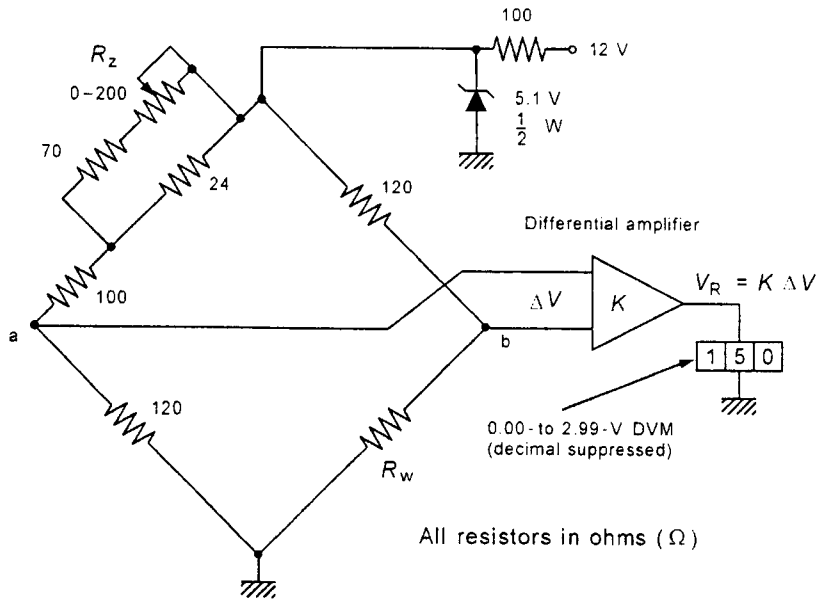 100
12 V
R_z
0–200
5.1 V
1/2 W
70
24
120
Differential amplifier
100
ΔV
K
V_R = K ΔV
a
b
1 5 0
120
0.00- to 2.99-V DVM
(decimal suppressed)
R_w
All resistors in ohms (Ω)